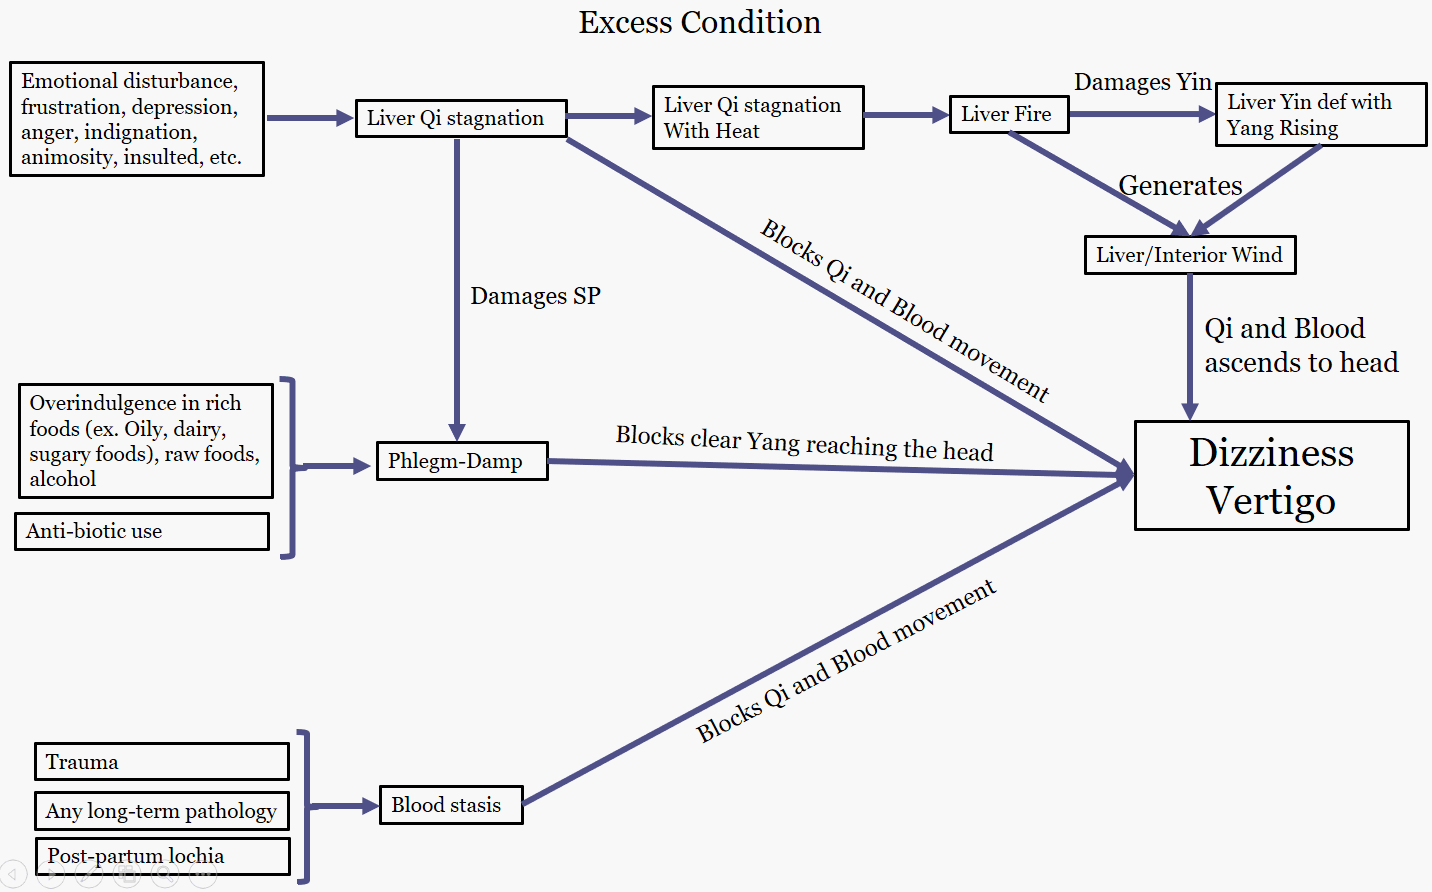 Excess Condition
Emotional disturbance,
frustration, depression,
anger, indignation,
animosity, insulted, etc.
Liver Qi stagnation
Liver Qi stagnation
With Heat
Liver Fire
Damages Yin
Liver Yin def with
Yang Rising
Generates
Liver/Interior Wind
Blocks Qi and Blood movement
Damages SP
Qi and Blood
ascends to head
Overindulgence in rich
foods (ex. Oily, dairy,
sugary foods), raw foods,
alcohol
Anti-biotic use
Phlegm-Damp
Blocks clear Yang reaching the head
Dizziness
Vertigo
Blocks Qi and Blood movement
Trauma
Any long-term pathology
Post-partum lochia
Blood stasis